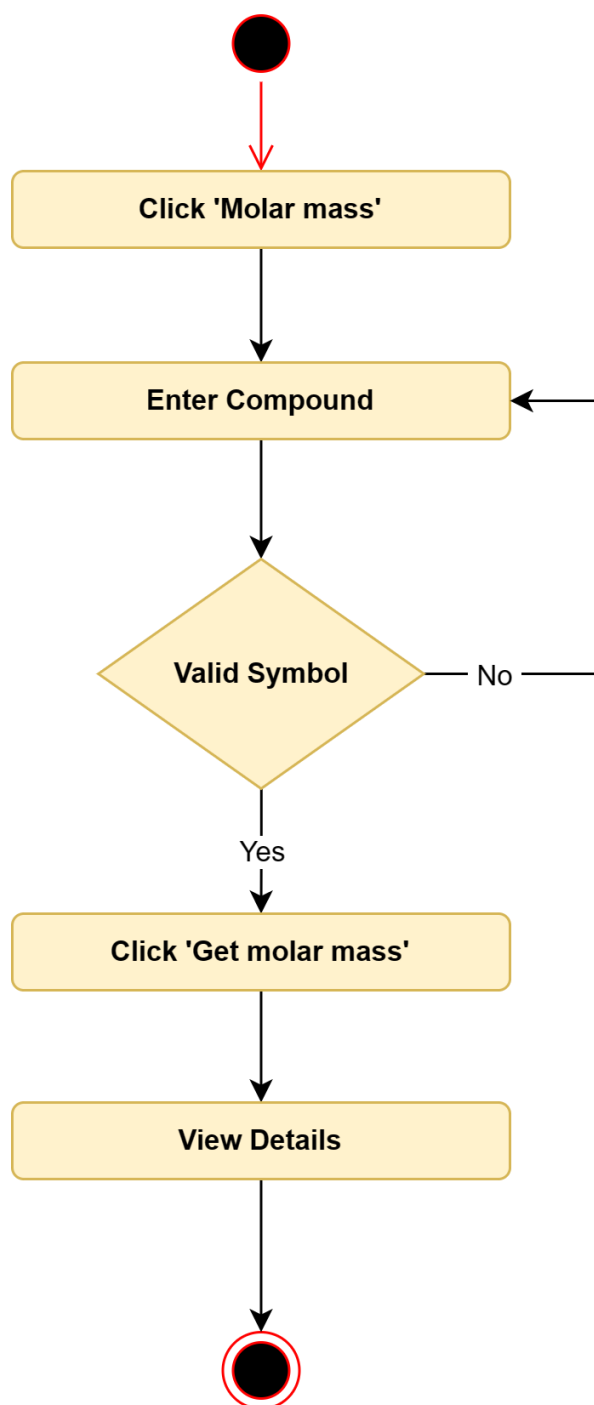 Click 'Molar mass'
Enter Compound
Valid Symbol
No
Yes
Click 'Get molar mass'
View Details